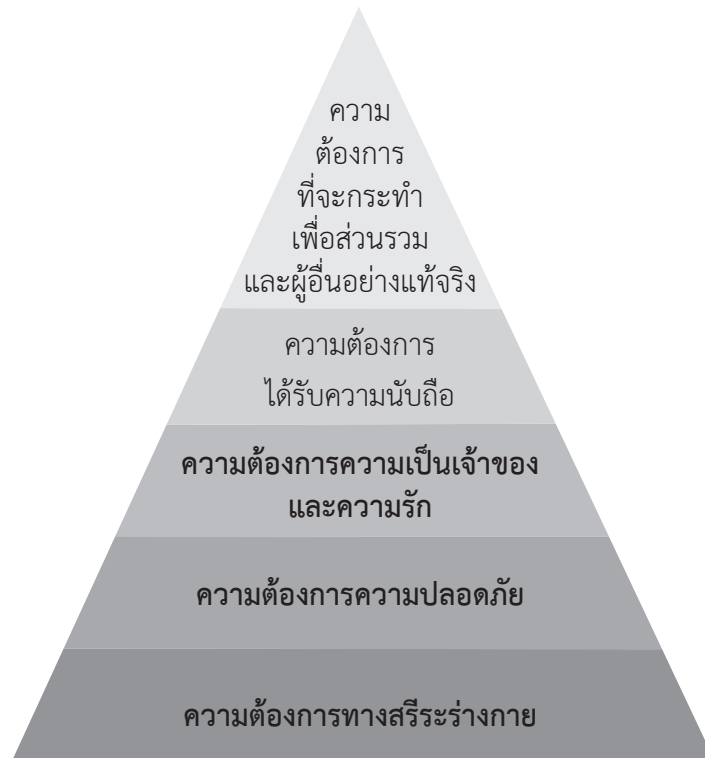 ความ
ต้องการ
ที่จะกระทำ
เพื่อส่วนรวม
และผู้อื่นอย่างแท้จริง
ความต้องการ
ได้รับความนับถือ
ความต้องการความเป็นเจ้าของ
และความรัก
ความต้องการความปลอดภัย
ความต้องการทางสรีระร่างกาย